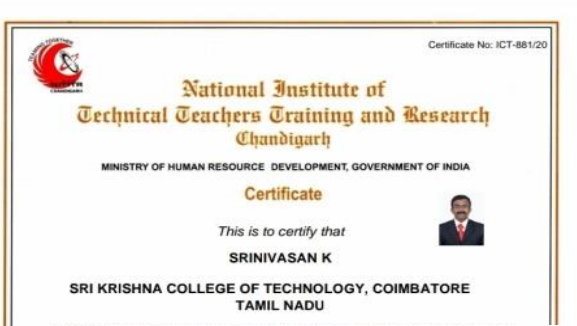 Certificate No: ICT-881/20
National Institute of
Technical Teachers Training and Research
Chandigarh
MINISTRY OF HUMAN RESOURCE DEVELOPMENT, GOVERNMENT OF INDIA
Certificate
This is to certify that
SRINIVASAN K
SRI KRISHNA COLLEGE OF TECHNOLOGY, COIMBATORE
TAMIL NADU